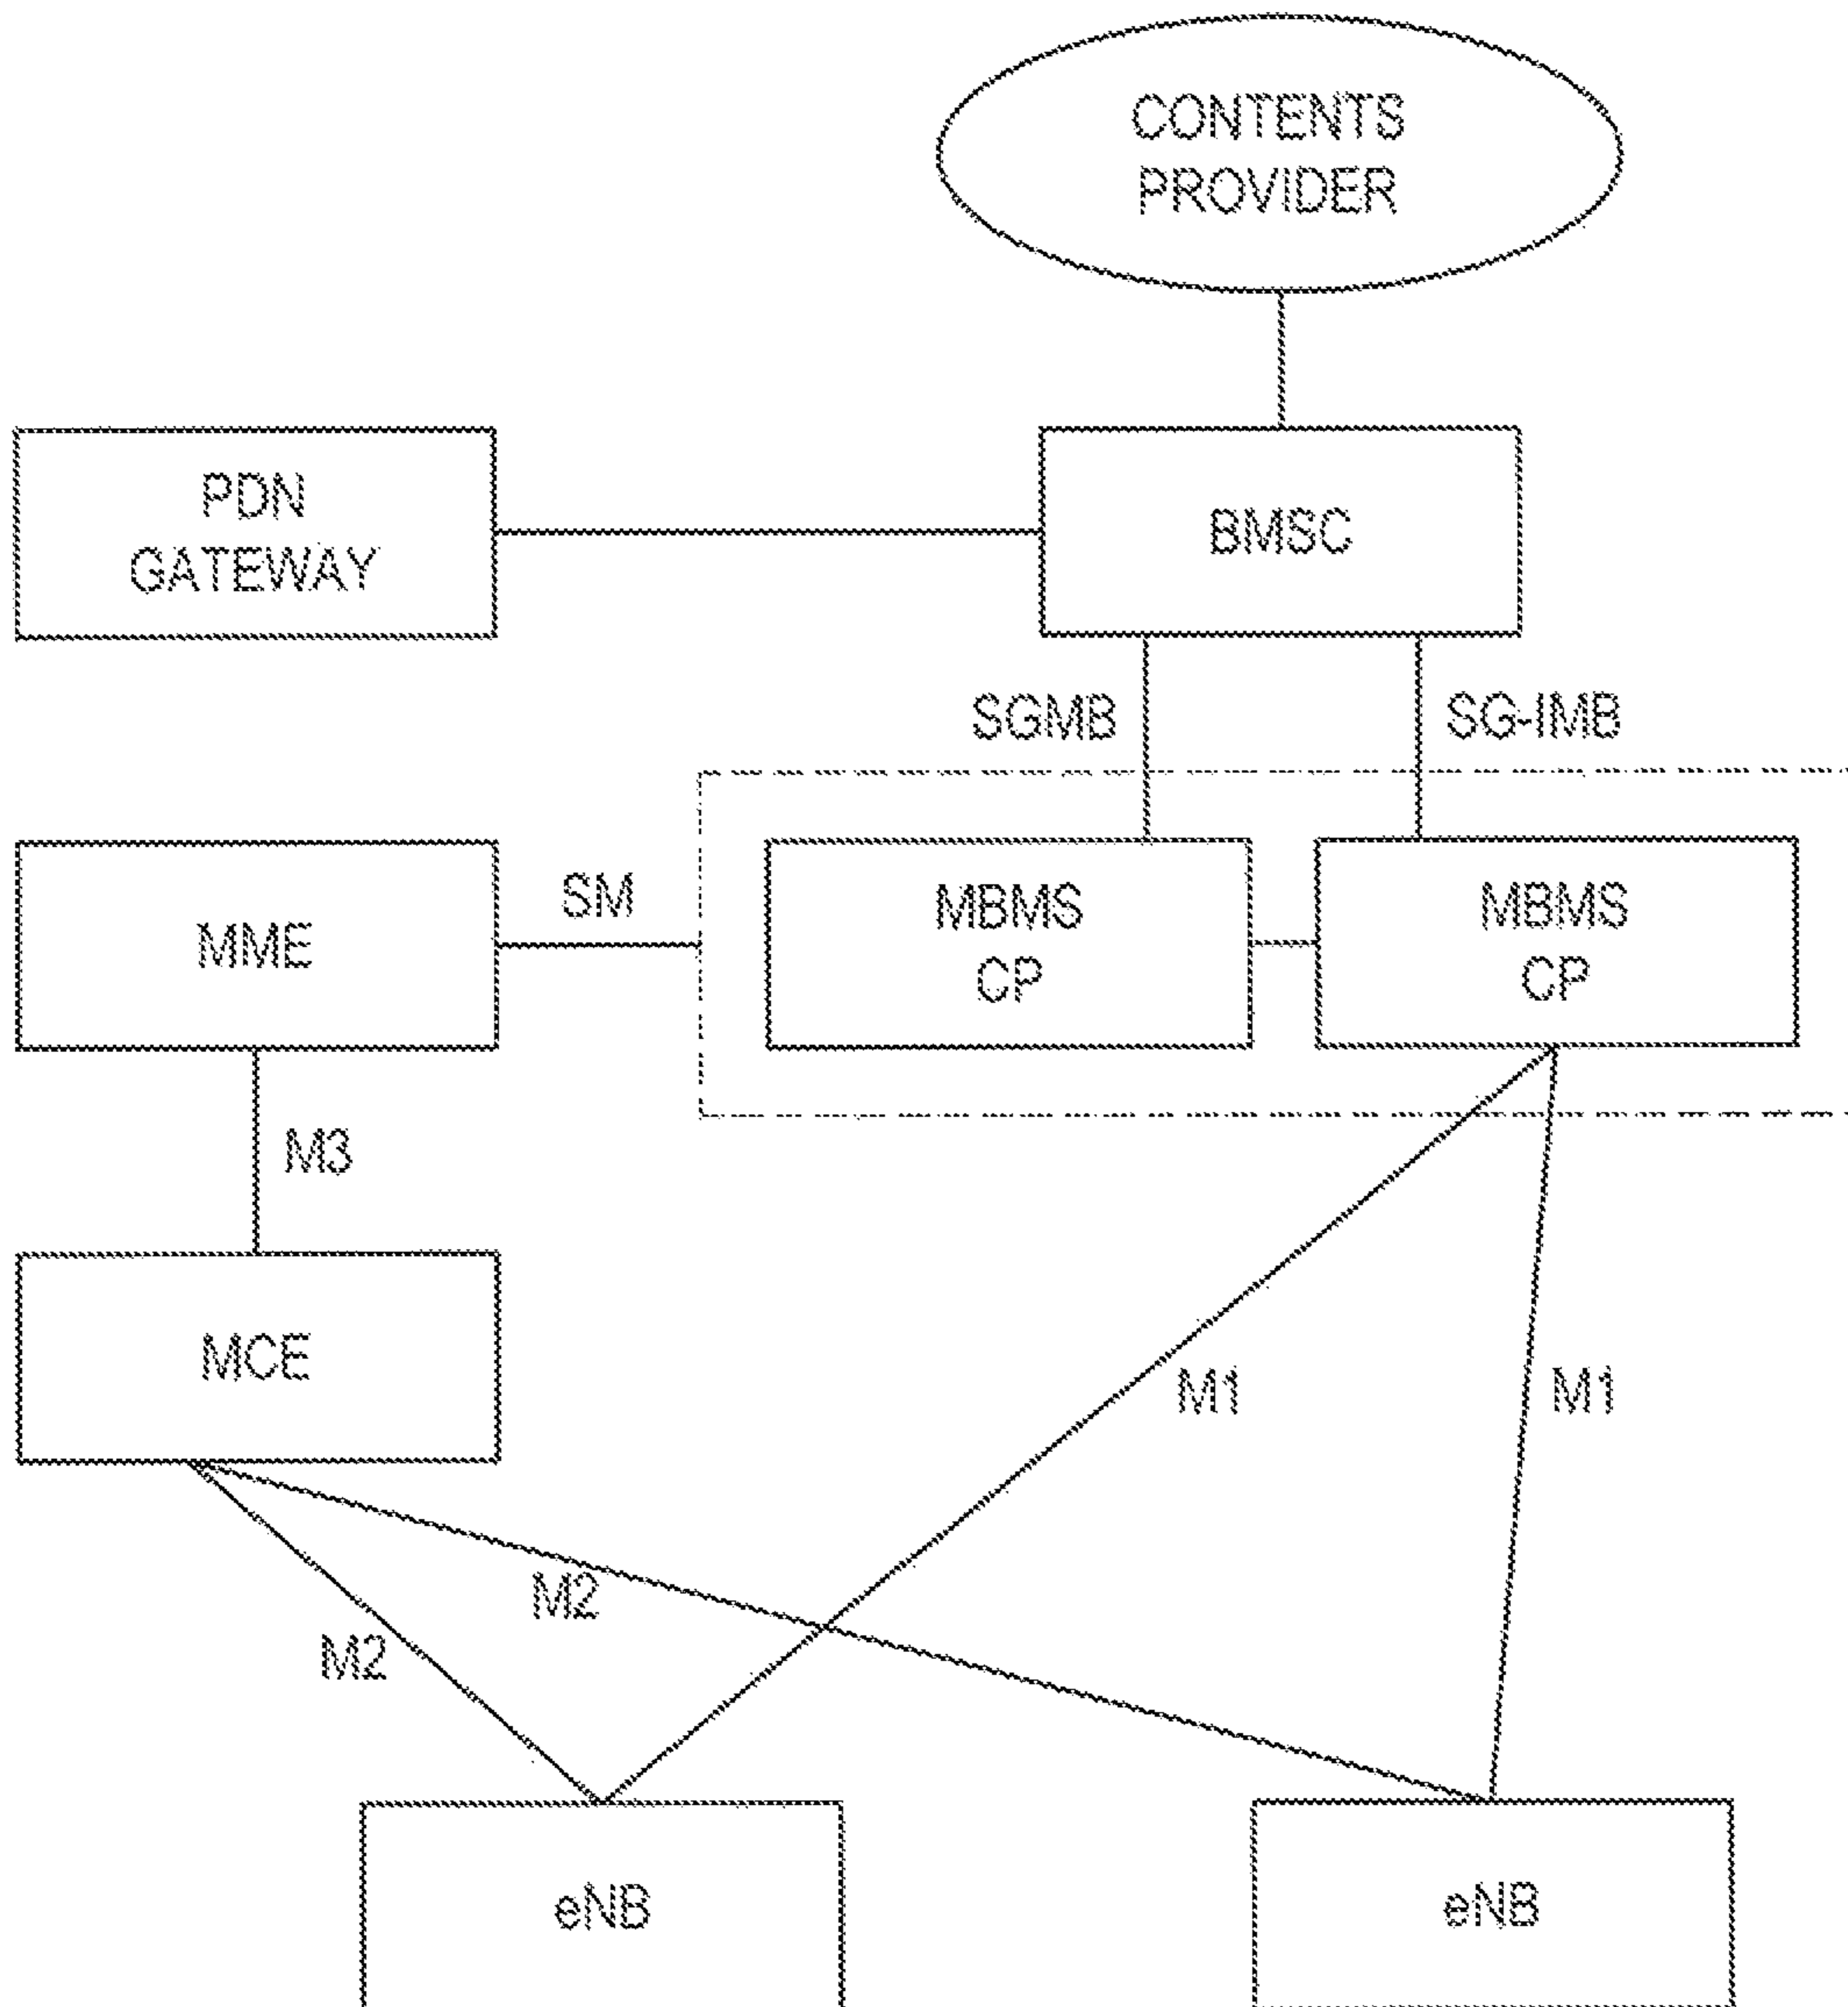 CONTENTS
PROVIDER
PDN
GATEWAY
BMSC
SGMB
SG-IMB
MME
SM
MBMS
CP
MBMS
CP
M3
MCE
M1
M1
M2
M2
eNB
eNB